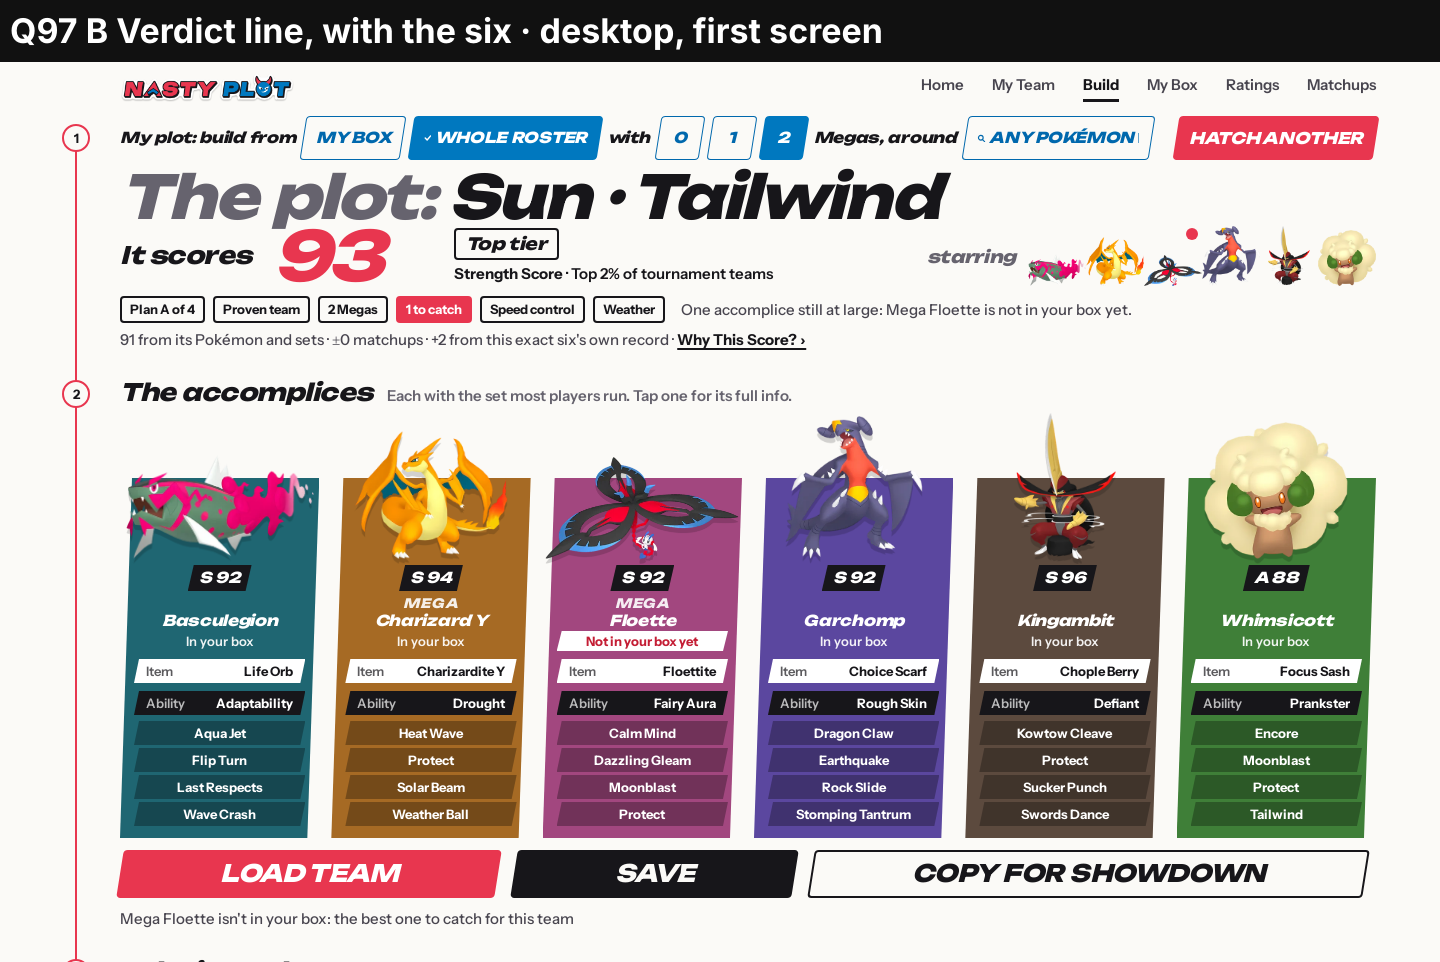 Q97 B Verdict line, with the six · desktop, first screen
NASTY PLOT
Home My Team Build My Box Ratings Matchups
1
My plot: build from MY BOX ✓ WHOLE ROSTER with 0 1 2 Megas, around ANY POKÉMON HATCH ANOTHER
The plot: Sun · Tailwind
It scores 93 Top tier
Strength Score · Top 2% of tournament teams
starring
Plan A of 4 Proven team 2 Megas 1 to catch Speed control Weather One accomplice still at large: Mega Floette is not in your box yet.
91 from its Pokémon and sets · ±0 matchups · +2 from this exact six's own record · Why This Score? ›
2
The accomplices Each with the set most players run. Tap one for its full info.
S 92
Basculegion
In your box
Item Life Orb
Ability Adaptability
Aqua Jet
Flip Turn
Last Respects
Wave Crash
S 94
MEGA
Charizard Y
In your box
Item Charizardite Y
Ability Drought
Heat Wave
Protect
Solar Beam
Weather Ball
S 92
MEGA
Floette
Not in your box yet
Item Floettite
Ability Fairy Aura
Calm Mind
Dazzling Gleam
Moonblast
Protect
S 92
Garchomp
In your box
Item Choice Scarf
Ability Rough Skin
Dragon Claw
Earthquake
Rock Slide
Stomping Tantrum
S 96
Kingambit
In your box
Item Chople Berry
Ability Defiant
Kowtow Cleave
Protect
Sucker Punch
Swords Dance
A 88
Whimsicott
In your box
Item Focus Sash
Ability Prankster
Encore
Moonblast
Protect
Tailwind
LOAD TEAM SAVE COPY FOR SHOWDOWN
Mega Floette isn't in your box: the best one to catch for this team